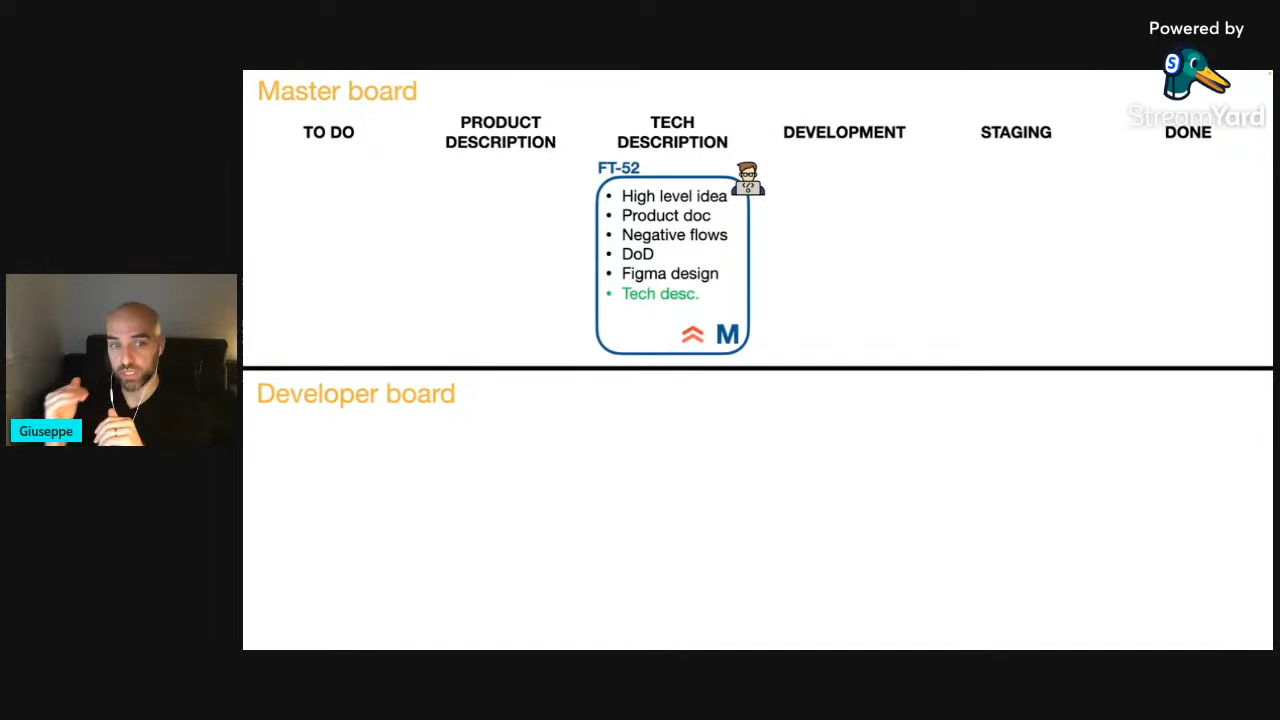 Powered by
StreamYard
Master board
TO DO
PRODUCT
DESCRIPTION
TECH
DESCRIPTION
DEVELOPMENT
STAGING
DONE
FT-52
• High level idea
• Product doc
• Negative flows
• DoD
• Figma design
• Tech desc.
M
Developer board
Giuseppe